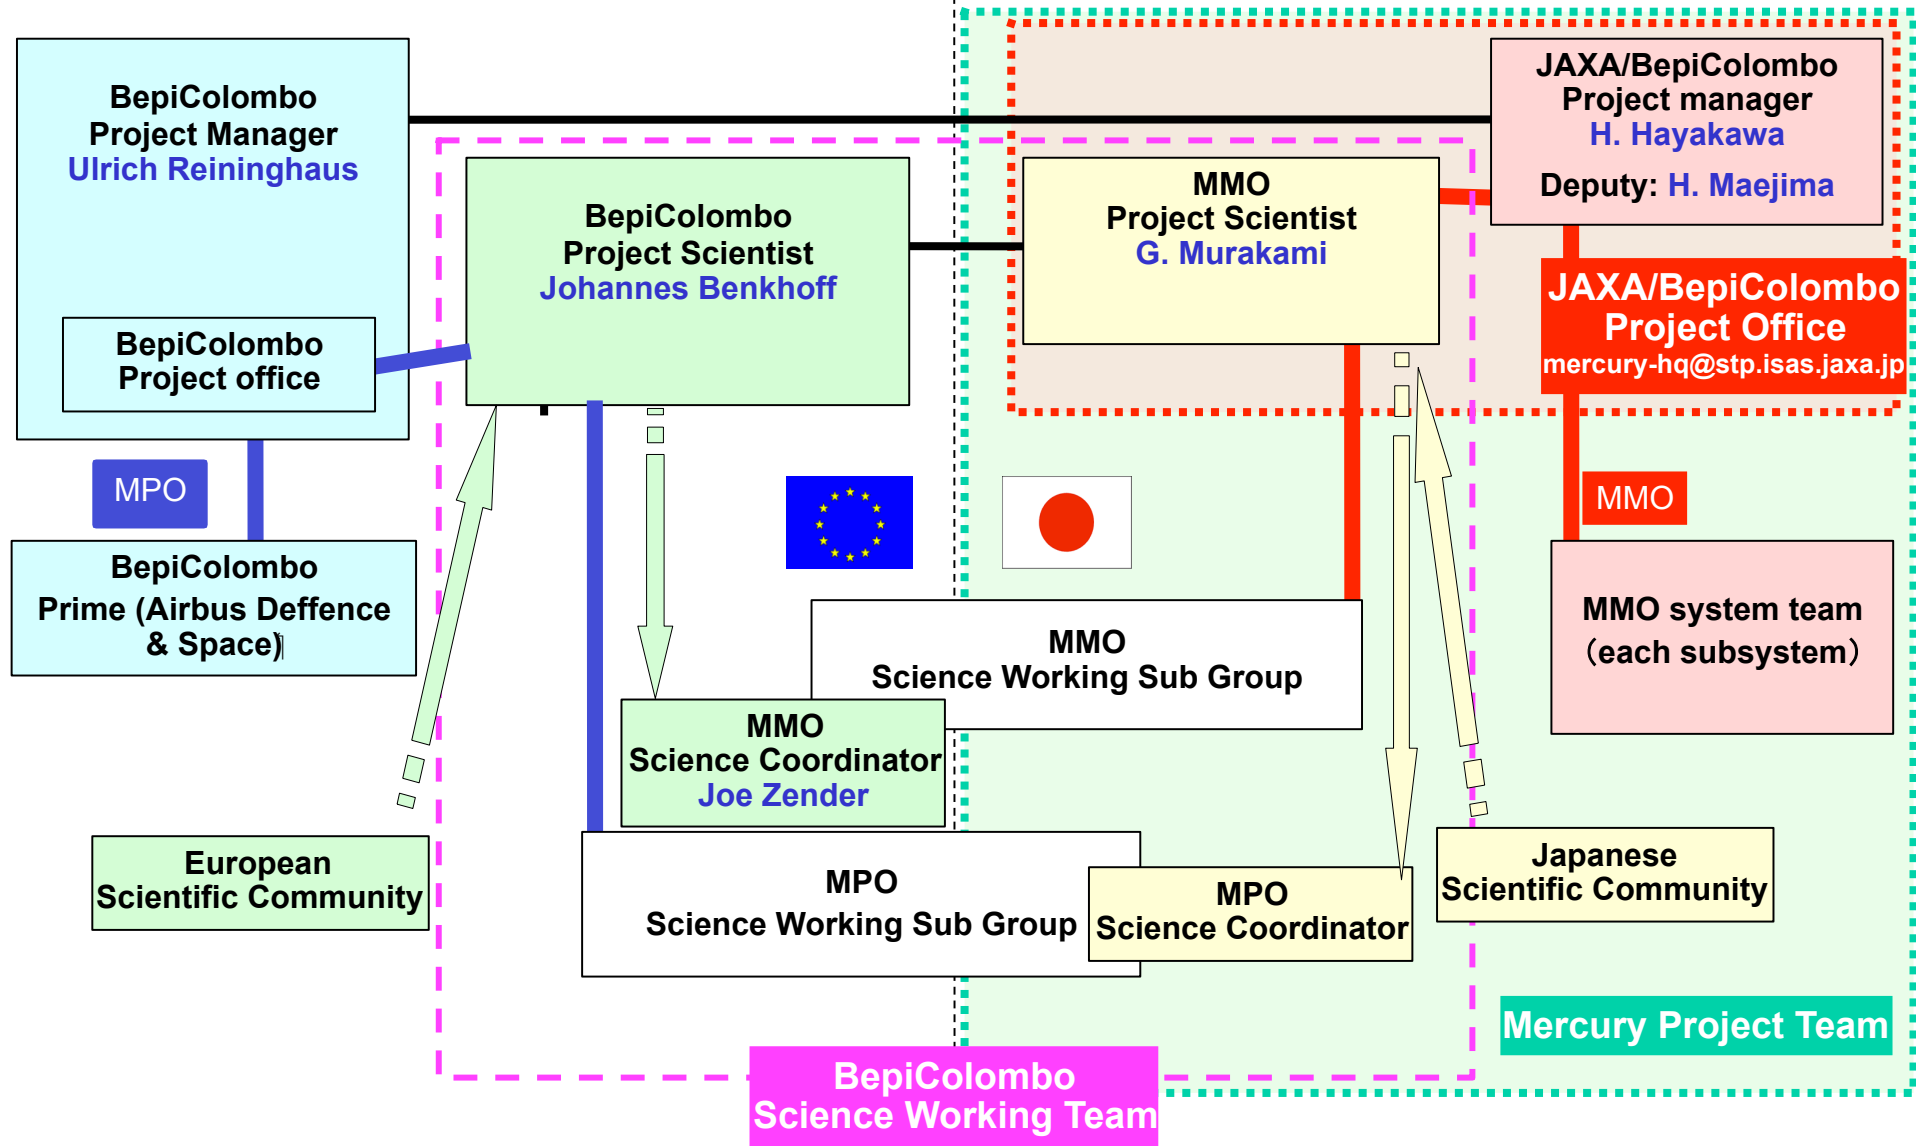 BepiColombo
Project Manager
Ulrich Reininghaus
BepiColombo
Project office
MPO
BepiColombo
Prime (Airbus Deffence
& Space)
European
Scientific Community
BepiColombo
Project Scientist
Johannes Benkhoff
MMO
Project Scientist
G. Murakami
JAXA/BepiColombo
Project manager
H. Hayakawa
Deputy: H. Maejima
JAXA/BepiColombo
Project Office
mercury-hq@stp.isas.jaxa.jp
MMO
MMO system team
（each subsystem）
MMO
Science Working Sub Group
MMO
Science Coordinator
Joe Zender
MPO
Science Working Sub Group
MPO
Science Coordinator
Japanese
Scientific Community
Mercury Project Team
BepiColombo
Science Working Team